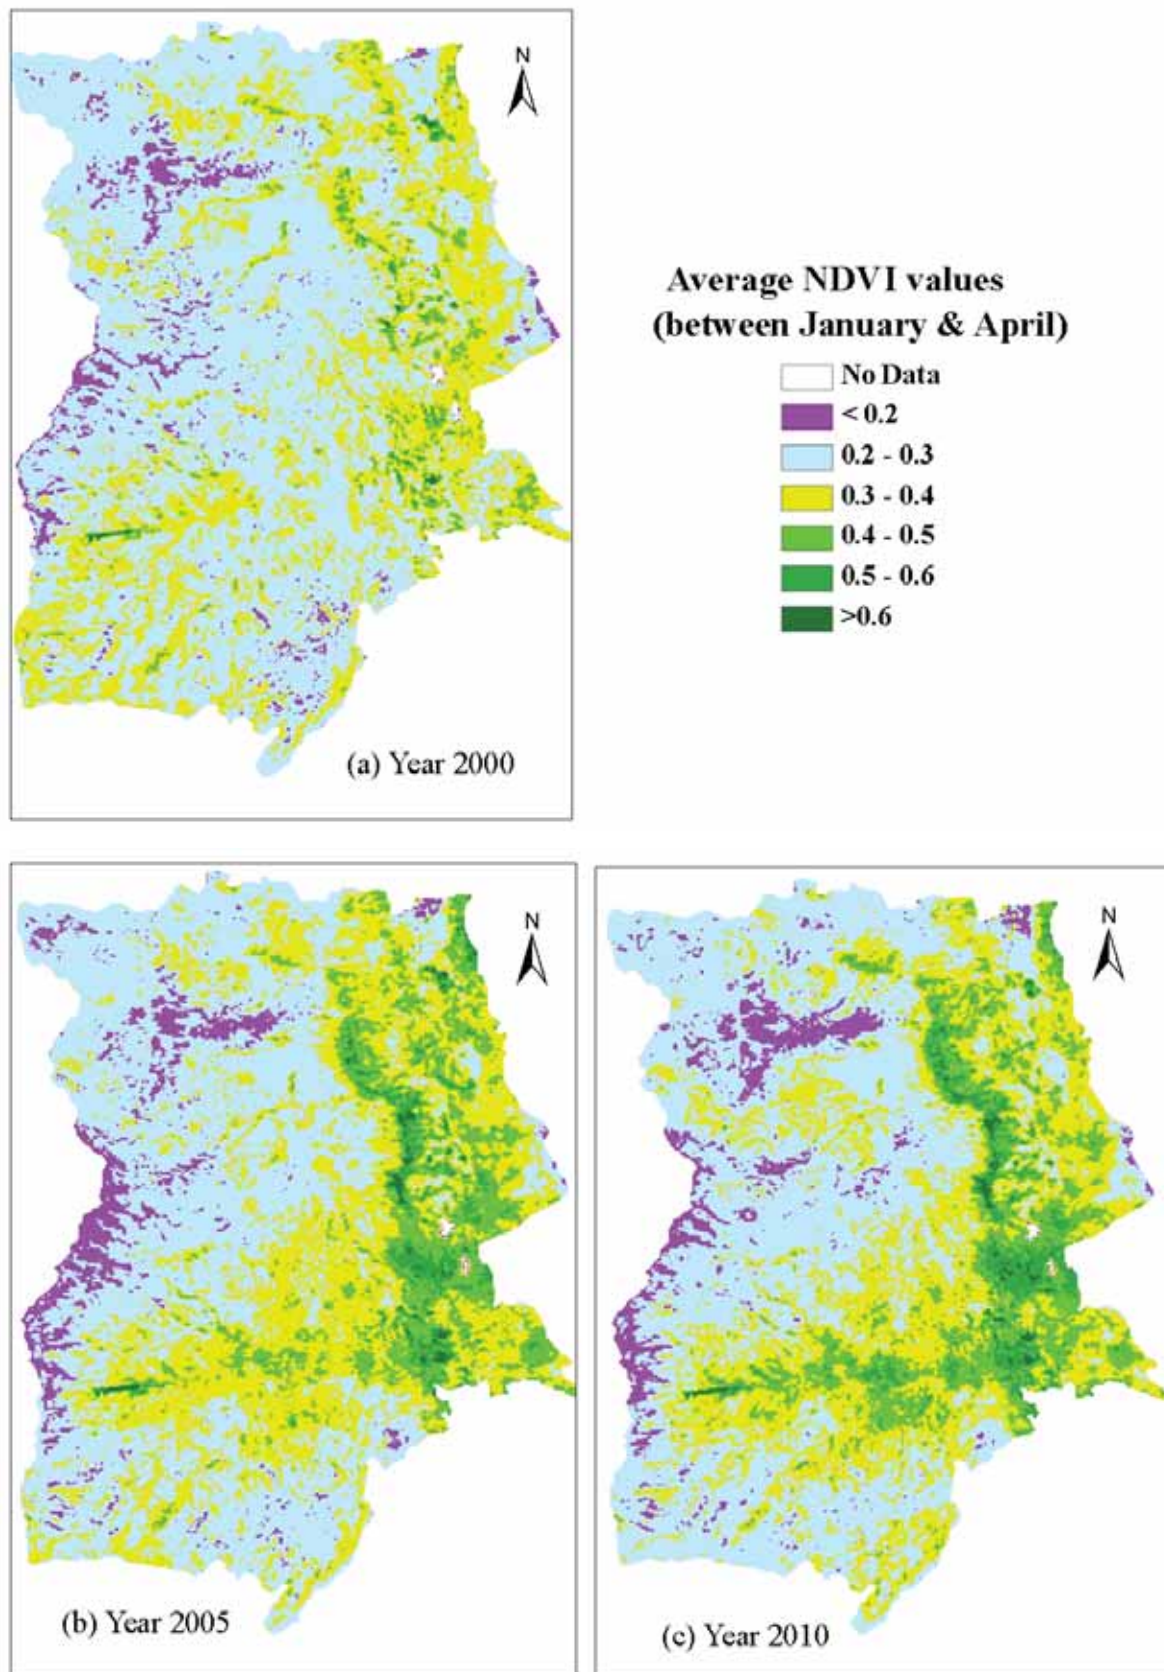 N
Average NDVI values
(between January & April)
No Data
< 0.2
0.2 - 0.3
0.3 - 0.4
0.4 - 0.5
0.5 - 0.6
>0.6
(a) Year 2000
N
N
(b) Year 2005
(c) Year 2010